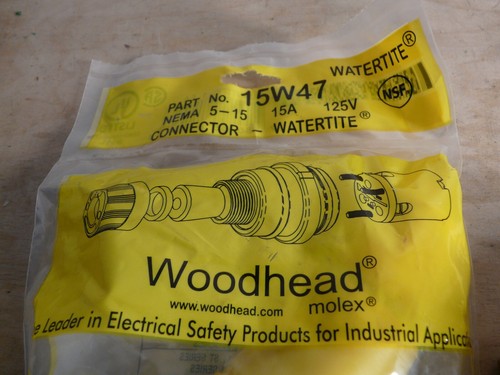 WATERTITE®
PART No. 15W47
NEMA 5-15 15A 125V
CONNECTOR - WATERTITE®
NSF®
Woodhead®
www.woodhead.com molex®
e Leader in Electrical Safety Products for Industrial Applicat